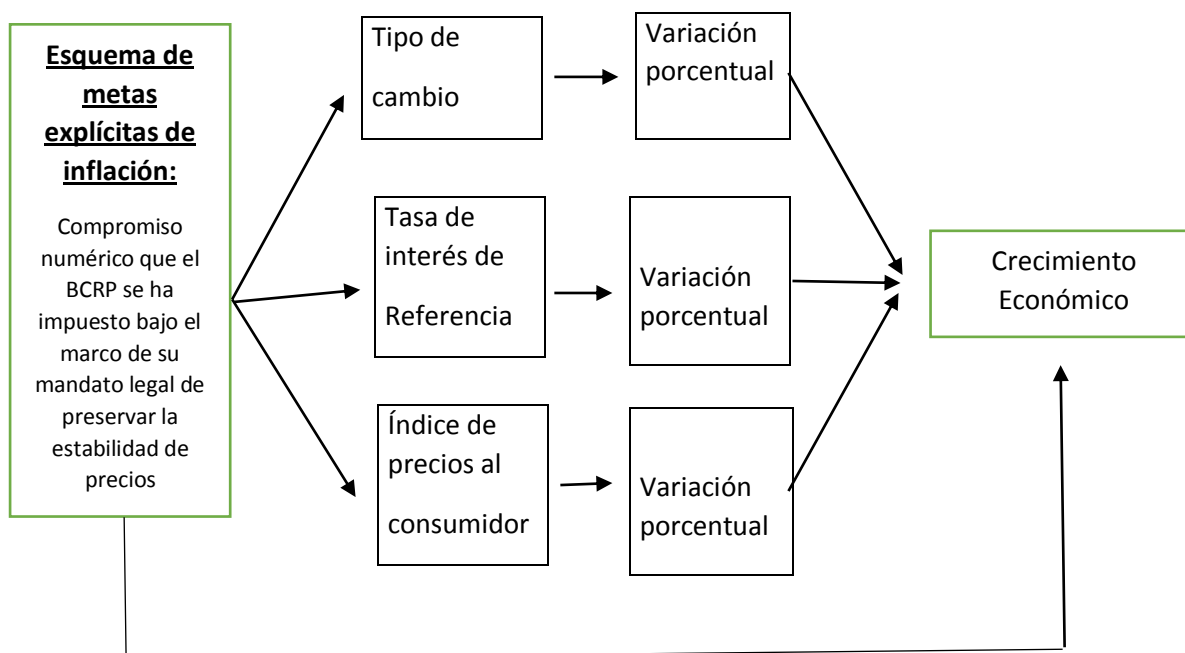 Esquema de
metas
explícitas de
inflación:
Compromiso
numérico que el
BCRP se ha
impuesto bajo el
marco de su
mandato legal de
preservar la
estabilidad de
precios
Tipo de
cambio
Variación
porcentual
Tasa de
interés de
Referencia
Variación
porcentual
Índice de
precios al
consumidor
Variación
porcentual
Crecimiento
Económico